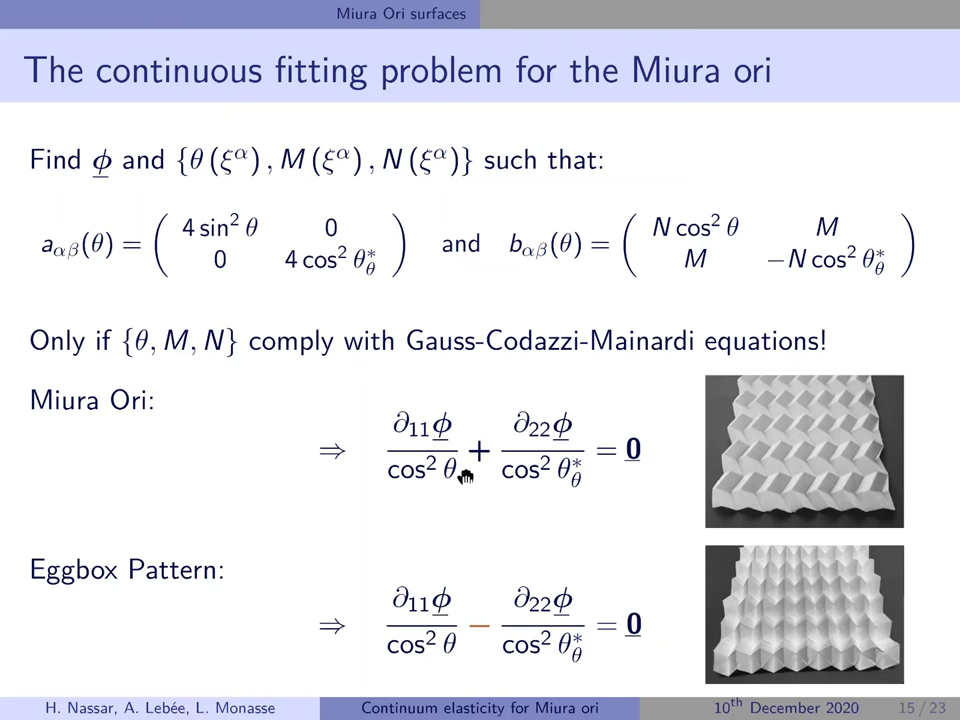 Miura Ori surfaces
The continuous fitting problem for the Miura ori
Find ϕ and {θ (ξ^α) , M (ξ^α) , N (ξ^α)} such that:
a_αβ(θ) = ( 4 sin² θ 0 ; 0 4 cos² θ*_θ ) and b_αβ(θ) = ( N cos² θ M ; M −N cos² θ*_θ )
Only if {θ, M, N} comply with Gauss-Codazzi-Mainardi equations!
Miura Ori:
⇒ ∂₁₁ϕ / cos² θ + ∂₂₂ϕ / cos² θ*_θ = 0
Eggbox Pattern:
⇒ ∂₁₁ϕ / cos² θ − ∂₂₂ϕ / cos² θ*_θ = 0
H. Nassar, A. Lebée, L. Monasse Continuum elasticity for Miura ori 10th December 2020 15 / 23